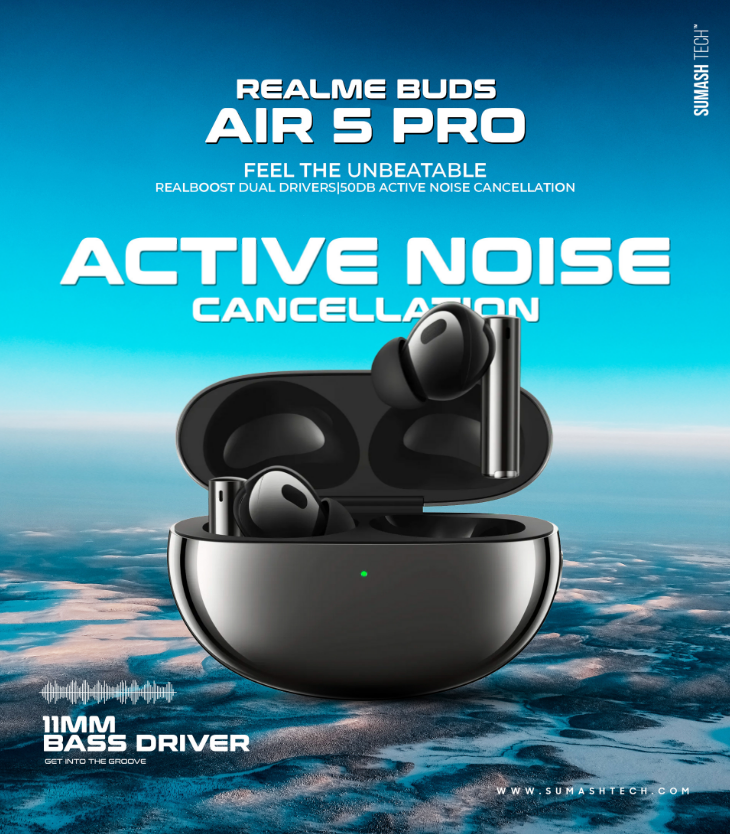 SUMASH TECH™
REALME BUDS
AIR 5 PRO
FEEL THE UNBEATABLE
REALBOOST DUAL DRIVERS|50DB ACTIVE NOISE CANCELLATION
ACTIVE NOISE
CANCELLATION
11MM
BASS DRIVER
GET INTO THE GROOVE
WWW.SUMASHTECH.COM